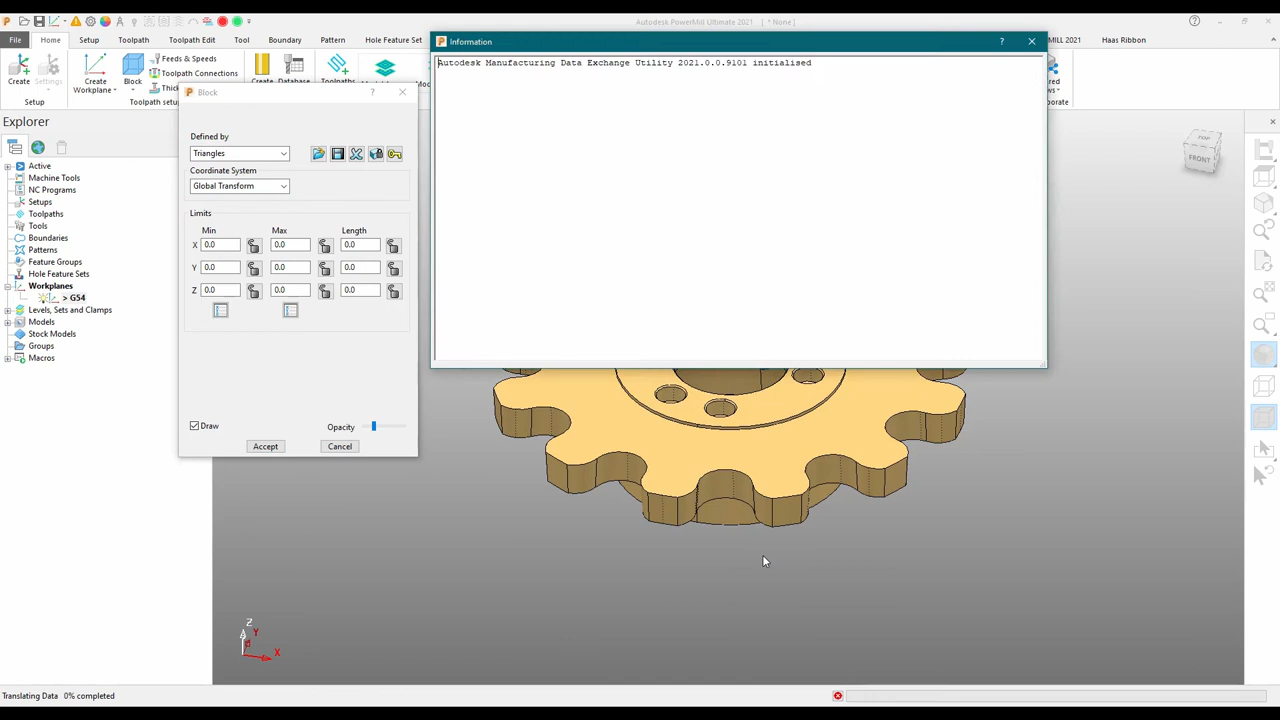 Autodesk PowerMill Ultimate 2021 [ * None ]
File Home Setup Toolpath Toolpath Edit Tool Boundary Pattern Hole Feature Set MILL 2021 Haas Ribbon
Create Settings
Setup
Create Workplane
Block
Feeds & Speeds
Toolpath Connections
Create Database Toolpaths
Explorer
Active
Machine Tools
NC Programs
Setups
Toolpaths
Tools
Boundaries
Patterns
Feature Groups
Hole Feature Sets
Workplanes
> G54
Levels, Sets and Clamps
Models
Stock Models
Groups
Macros
Block
Defined by
Triangles
Coordinate System
Global Transform
Limits
Min Max Length
X 0.0 0.0 0.0
Y 0.0 0.0 0.0
Z 0.0 0.0 0.0
Draw Opacity
Accept Cancel
Information
Autodesk Manufacturing Data Exchange Utility 2021.0.0.9101 initialised
TOP
FRONT
Z
Y
X
Translating Data 0% completed